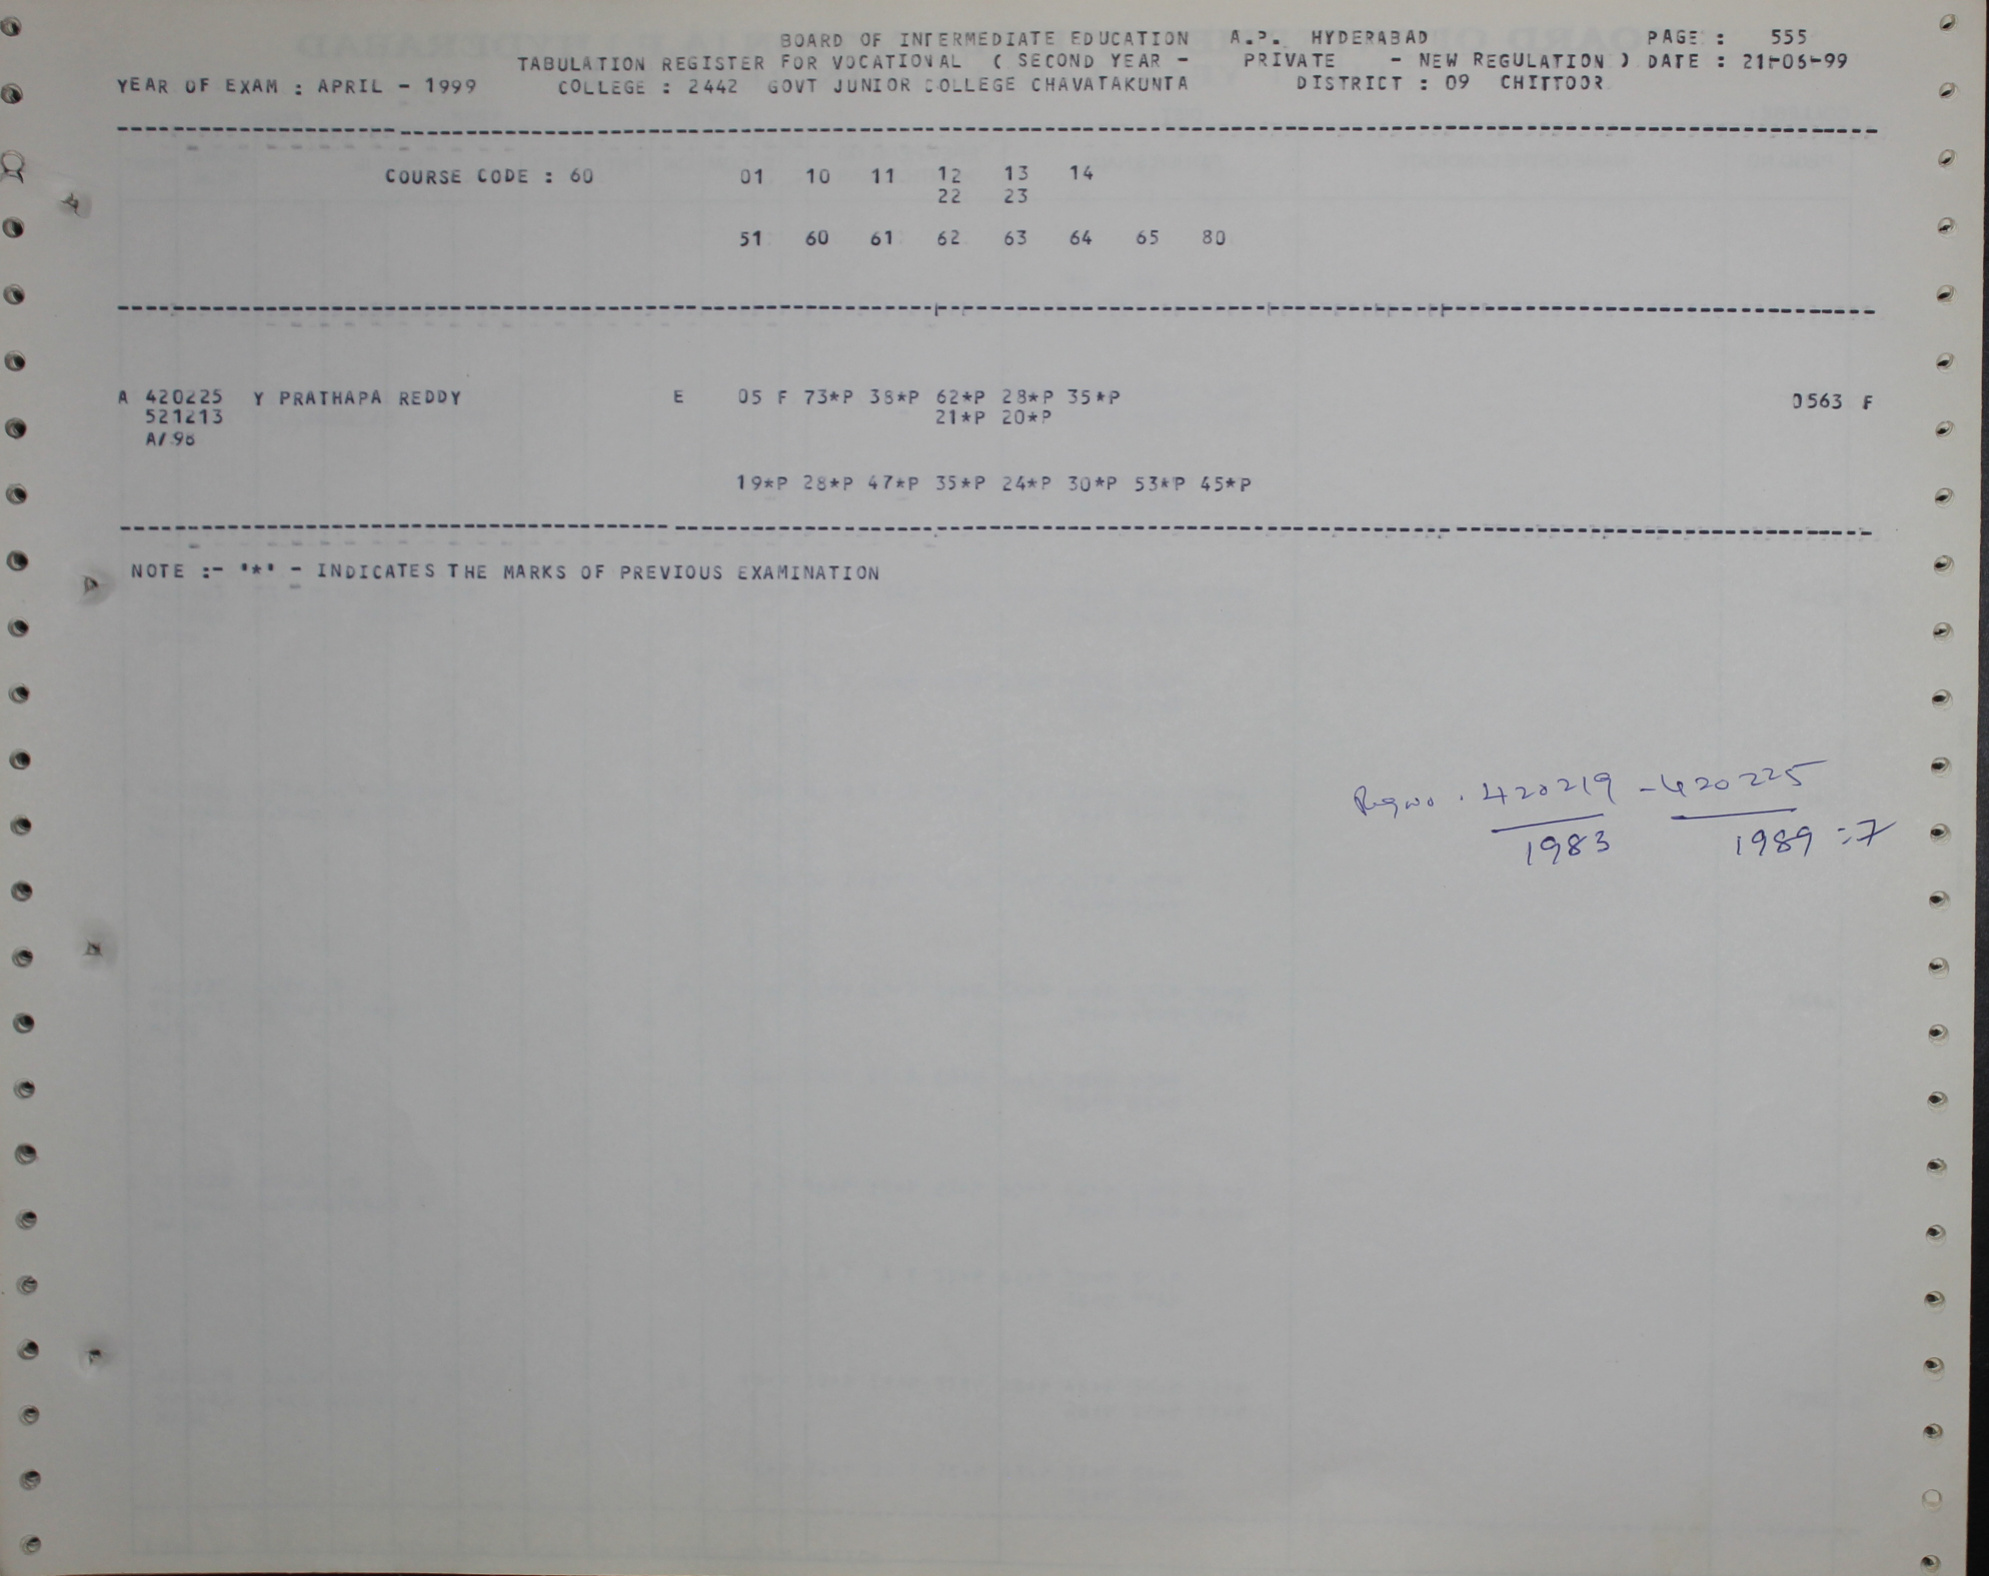 BOARD OF INTERMEDIATE EDUCATION A.P. HYDERABAD PAGE : 555
TABULATION REGISTER FOR VOCATIONAL ( SECOND YEAR - PRIVATE - NEW REGULATION ) DATE : 21-06-99
YEAR OF EXAM : APRIL - 1999 COLLEGE : 2442 GOVT JUNIOR COLLEGE CHAVATAKUNTA DISTRICT : 09 CHITTOOR
COURSE CODE : 60 01 10 11 12 13 14
22 23
51 60 61 62 63 64 65 80
A 420225 Y PRATHAPA REDDY E 05 F 73*P 38*P 62*P 28*P 35*P 0563 F
521213 21*P 20*P
A/98
19*P 28*P 47*P 35*P 24*P 30*P 53*P 45*P
NOTE :- '*' - INDICATES THE MARKS OF PREVIOUS EXAMINATION
Regno. 420219 - 420225
1983 1989 = 7